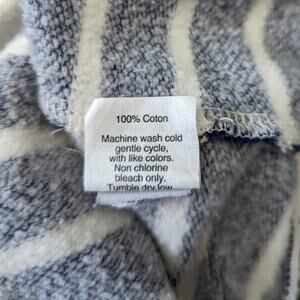 100% Coton
Machine wash cold
gentle cycle,
with like colors.
Non chlorine
bleach only.
Tumble dry low